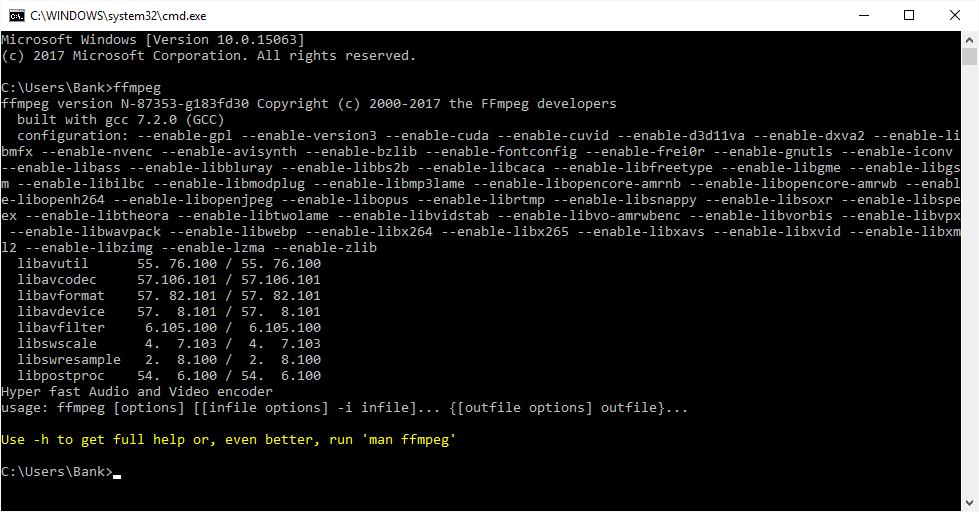 C:\WINDOWS\system32\cmd.exe
Microsoft Windows [Version 10.0.15063]
(c) 2017 Microsoft Corporation. All rights reserved.
C:\Users\Bank>ffmpeg
ffmpeg version N-87353-g183fd30 Copyright (c) 2000-2017 the FFmpeg developers
  built with gcc 7.2.0 (GCC)
  configuration: --enable-gpl --enable-version3 --enable-cuda --enable-cuvid --enable-d3d11va --enable-dxva2 --enable-li
bmfx --enable-nvenc --enable-avisynth --enable-bzlib --enable-fontconfig --enable-frei0r --enable-gnutls --enable-iconv
--enable-libass --enable-libbluray --enable-libbs2b --enable-libcaca --enable-libfreetype --enable-libgme --enable-libgs
m --enable-libilbc --enable-libmodplug --enable-libmp3lame --enable-libopencore-amrnb --enable-libopencore-amrwb --enabl
e-libopenh264 --enable-libopenjpeg --enable-libopus --enable-librtmp --enable-libsnappy --enable-libsoxr --enable-libspe
ex --enable-libtheora --enable-libtwolame --enable-libvidstab --enable-libvo-amrwbenc --enable-libvorbis --enable-libvpx
 --enable-libwavpack --enable-libwebp --enable-libx264 --enable-libx265 --enable-libxavs --enable-libxvid --enable-libxm
l2 --enable-libzimg --enable-lzma --enable-zlib
  libavutil      55. 76.100 / 55. 76.100
  libavcodec     57.106.101 / 57.106.101
  libavformat    57. 82.101 / 57. 82.101
  libavdevice    57.  8.101 / 57.  8.101
  libavfilter     6.105.100 /  6.105.100
  libswscale      4.  7.103 /  4.  7.103
  libswresample   2.  8.100 /  2.  8.100
  libpostproc    54.  6.100 / 54.  6.100
Hyper fast Audio and Video encoder
usage: ffmpeg [options] [[infile options] -i infile]... {[outfile options] outfile}...
Use -h to get full help or, even better, run 'man ffmpeg'
C:\Users\Bank>